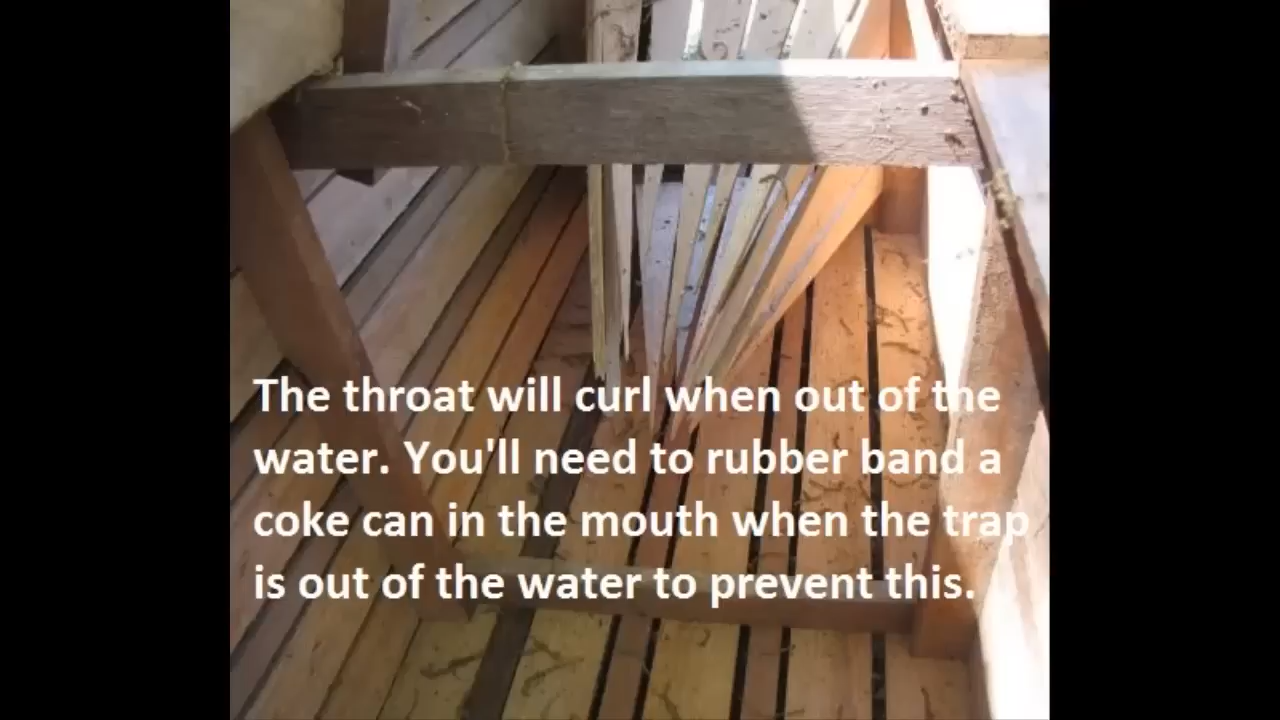 The throat will curl when out of the
water. You'll need to rubber band a
coke can in the mouth when the trap
is out of the water to prevent this.